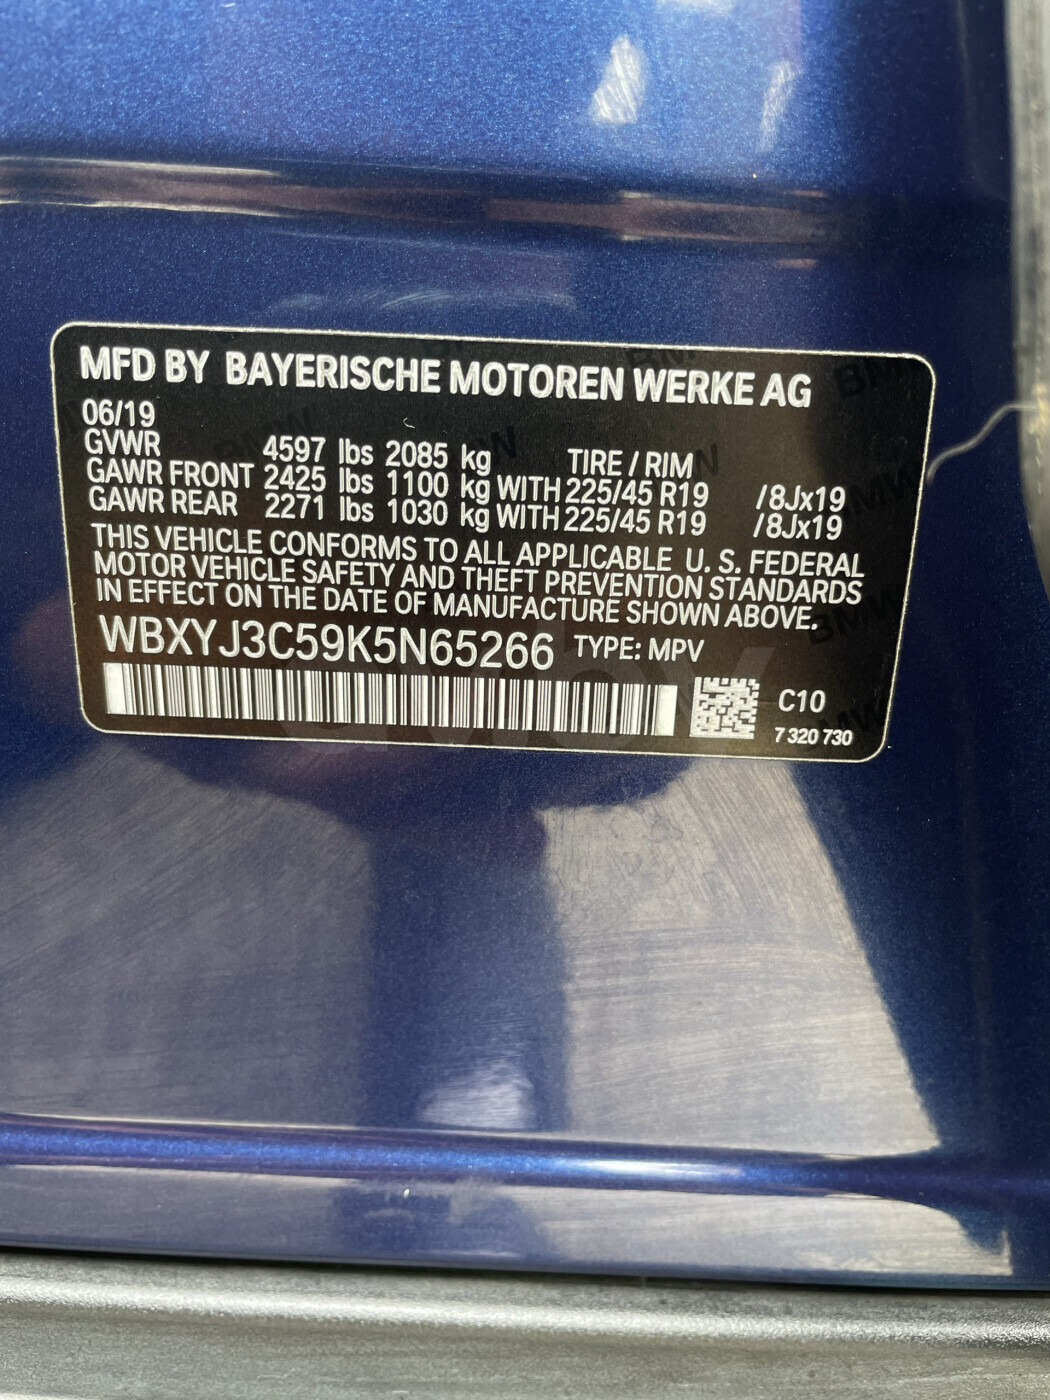 MFD BY BAYERISCHE MOTOREN WERKE AG
06/19
GVWR 4597 lbs 2085 kg TIRE / RIM
GAWR FRONT 2425 lbs 1100 kg WITH 225/45 R19 /8Jx19
GAWR REAR 2271 lbs 1030 kg WITH 225/45 R19 /8Jx19
THIS VEHICLE CONFORMS TO ALL APPLICABLE U. S. FEDERAL
MOTOR VEHICLE SAFETY AND THEFT PREVENTION STANDARDS
IN EFFECT ON THE DATE OF MANUFACTURE SHOWN ABOVE.
WBXYJ3C59K5N65266 TYPE: MPV
C10
7 320 730